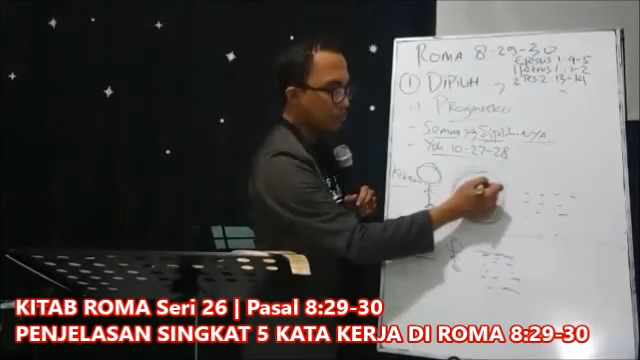 ROMA 8:29-30
Efesus 1:4-5
1 Petrus 1:1-2
2 Tes 2 13-14
1 DIPILIH
Proginosko
- Semua yg
- Yoh 10:27-28
KITAB ROMA Seri 26 | Pasal 8:29-30
PENJELASAN SINGKAT 5 KATA KERJA DI ROMA 8:29-30